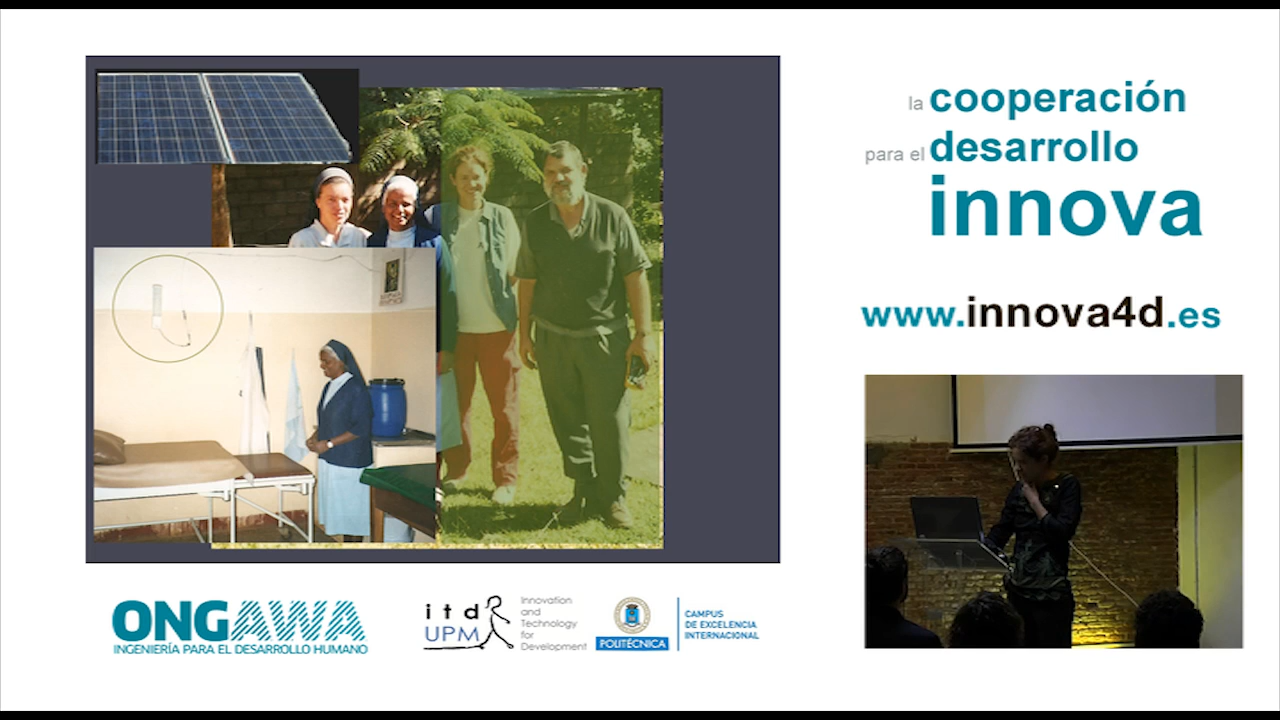 la cooperación
para el desarrollo
innova
www.innova4d.es
ONGAWA
INGENIERÍA PARA EL DESARROLLO HUMANO
itd
UPM
Innovation
and
Technology
for
Development
POLITÉCNICA
CAMPUS
DE EXCELENCIA
INTERNACIONAL